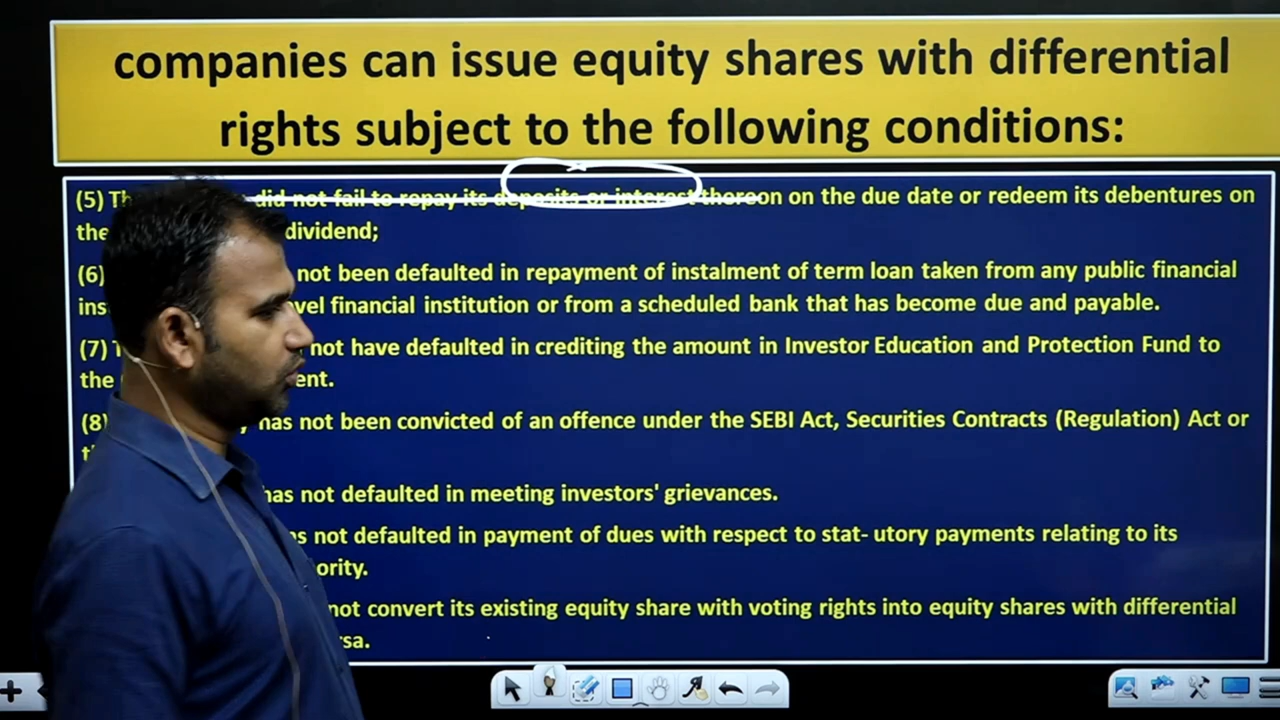 companies can issue equity shares with differential
rights subject to the following conditions:
(5) Th did not fail to repay its deposits or interest thereon on the due date or redeem its debentures on
the dividend;
(6) not been defaulted in repayment of instalment of term loan taken from any public financial
ins vel financial institution or from a scheduled bank that has become due and payable.
(7) T not have defaulted in crediting the amount in Investor Education and Protection Fund to
the ent.
(8) y has not been convicted of an offence under the SEBI Act, Securities Contracts (Regulation) Act or
has not defaulted in meeting investors' grievances.
s not defaulted in payment of dues with respect to stat- utory payments relating to its
ority.
not convert its existing equity share with voting rights into equity shares with differential
rsa.